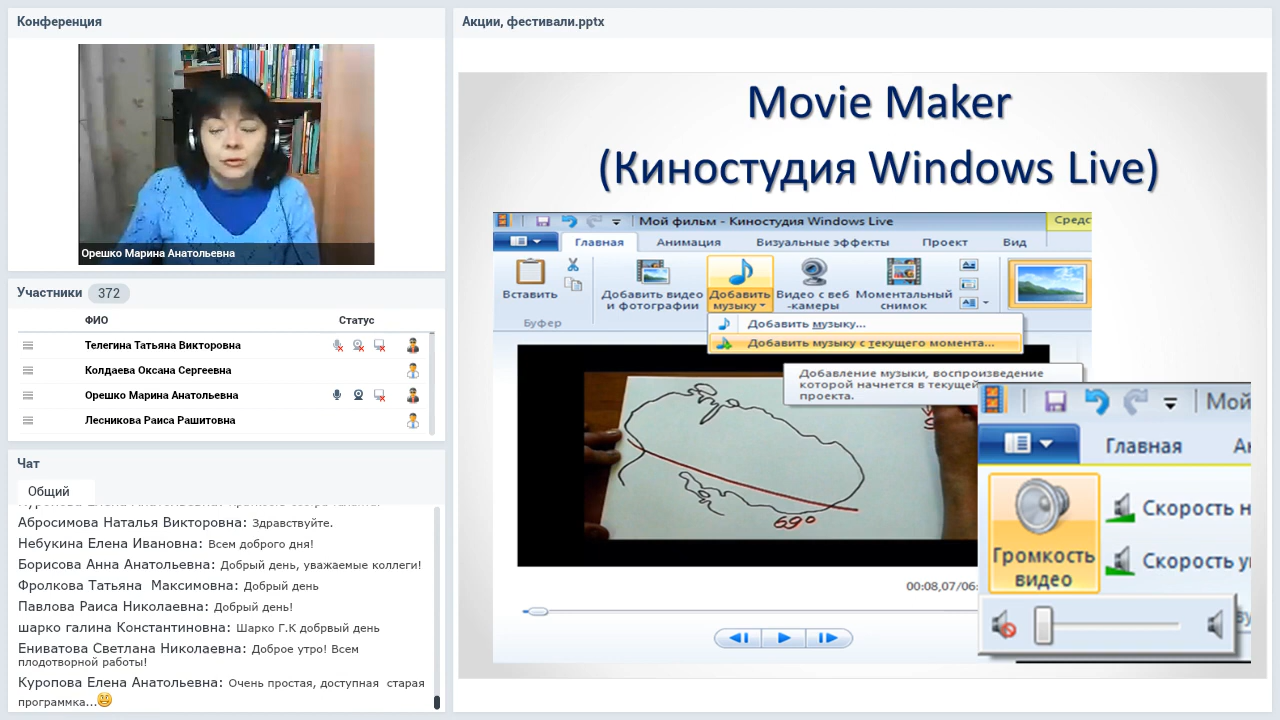 Конференция
Орешко Марина Анатольевна
Участники 372
ФИО Статус
Телегина Татьяна Викторовна
Колдаева Оксана Сергеевна
Орешко Марина Анатольевна
Лесникова Раиса Рашитовна
Чат
Общий
Абросимова Наталья Викторовна: Здравствуйте.
Небукина Елена Ивановна: Всем доброго дня!
Борисова Анна Анатольевна: Добрый день, уважаемые коллеги!
Фролкова Татьяна Максимовна: Добрый день
Павлова Раиса Николаевна: Добрый день!
шарко галина Константиновна: Шарко Г.К добрвый день
Ениватова Светлана Николаевна: Доброе утро! Всем
плодотворной работы!
Куропова Елена Анатольевна: Очень простая, доступная старая
программка...
Акции, фестивали.pptx
Movie Maker
(Киностудия Windows Live)
Мой фильм - Киностудия Windows Live
Средс
Главная Анимация Визуальные эффекты Проект Вид
Вставить
Добавить видео
и фотографии
Добавить
музыку
Видео с веб
-камеры
Моментальный
снимок
Буфер
Добавить музыку...
Добавить музыку с текущего момента...
Добавление музыки, воспроизведение
которой начнется в текущей
проекта.
69°
00:08,07/06:
Мой
Главная
Громкость
видео
Скорость н
Скорость у